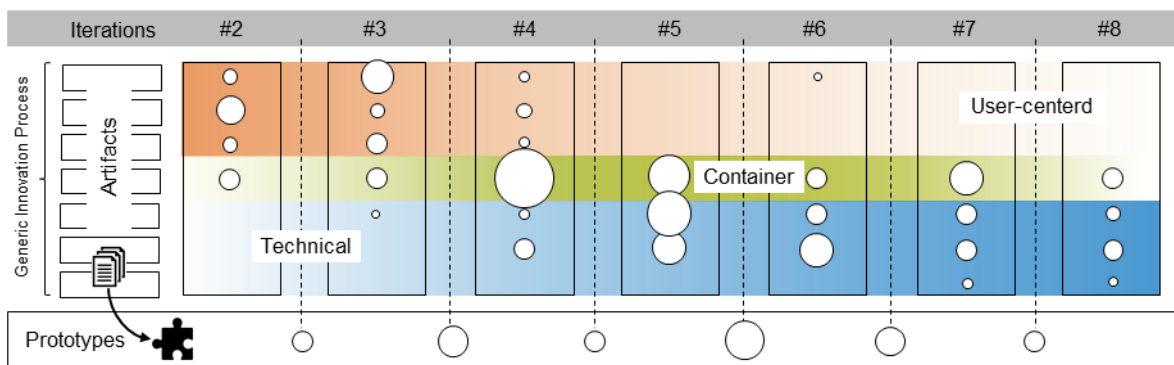 Iterations #2 #3 #4 #5 #6 #7 #8
Generic Innovation Process
Artifacts
User-centerd
Container
Technical
Prototypes